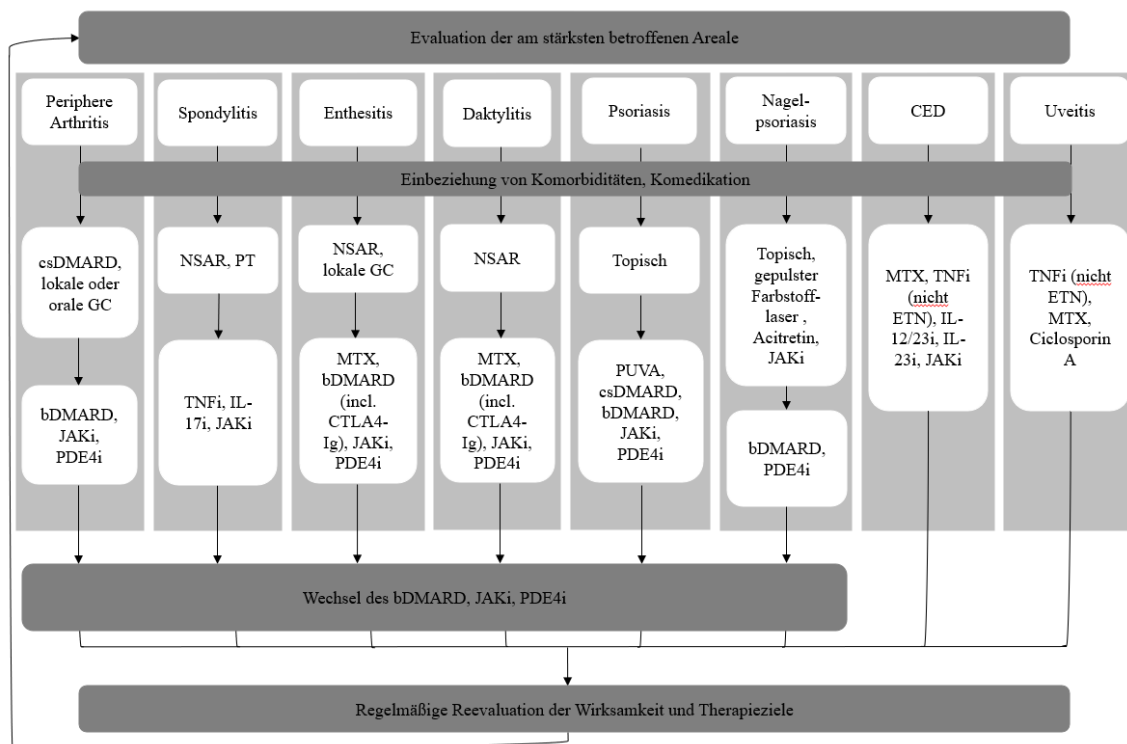 Evaluation der am stärksten betroffenen Areale
Periphere
Arthritis
Spondylitis
Enthesitis
Daktylitis
Psoriasis
Nagel-
psoriasis
CED
Uveitis
Einbeziehung von Komorbiditäten, Komedikation
csDMARD,
lokale oder
orale GC
NSAR, PT
NSAR,
lokale GC
NSAR
Topisch
Topisch,
gepulster
Farbstoff-
laser ,
Acitretin,
JAKi
MTX, TNFi
(nicht
ETN), IL-
12/23i, IL-
23i, JAKi
TNFi (nicht
ETN),
MTX,
Ciclosporin
A
bDMARD,
JAKi,
PDE4i
TNFi, IL-
17i, JAKi
MTX,
bDMARD
(incl.
CTLA4-
Ig), JAKi,
PDE4i
MTX,
bDMARD
(incl.
CTLA4-
Ig), JAKi,
PDE4i
PUVA,
csDMARD,
bDMARD,
JAKi,
PDE4i
bDMARD,
PDE4i
Wechsel des bDMARD, JAKi, PDE4i
Regelmäßige Reevaluation der Wirksamkeit und Therapieziele